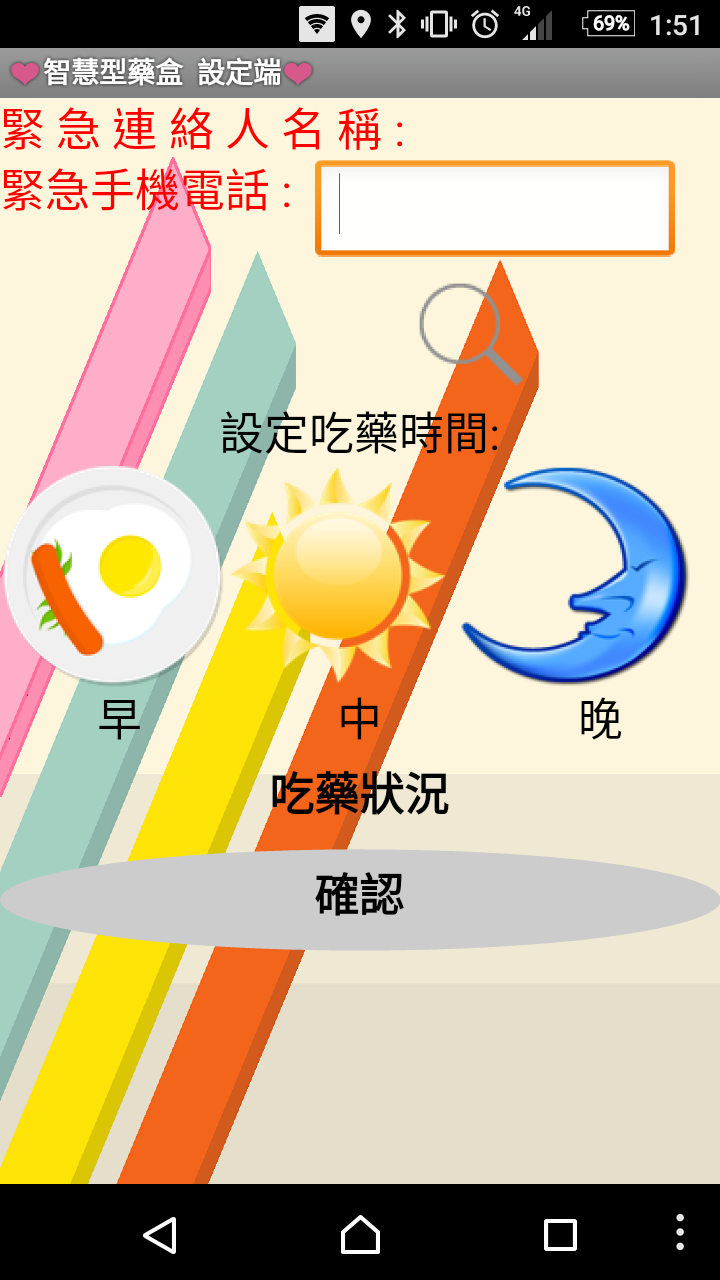 4G 69% 1:51
❤智慧型藥盒 設定端❤
緊急連絡人名稱:
緊急手機電話:
設定吃藥時間:
早 中 晚
吃藥狀況
確認